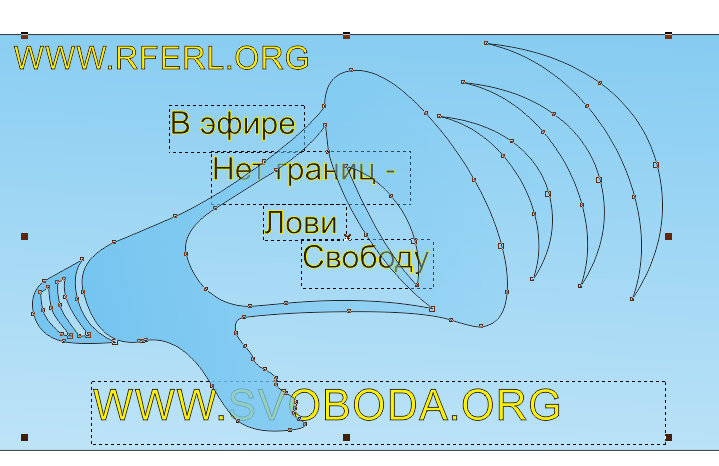 WWW.RFERL.ORG
В эфире
Нет границ -
Лови
Свободу
WWW.SVOBODA.ORG